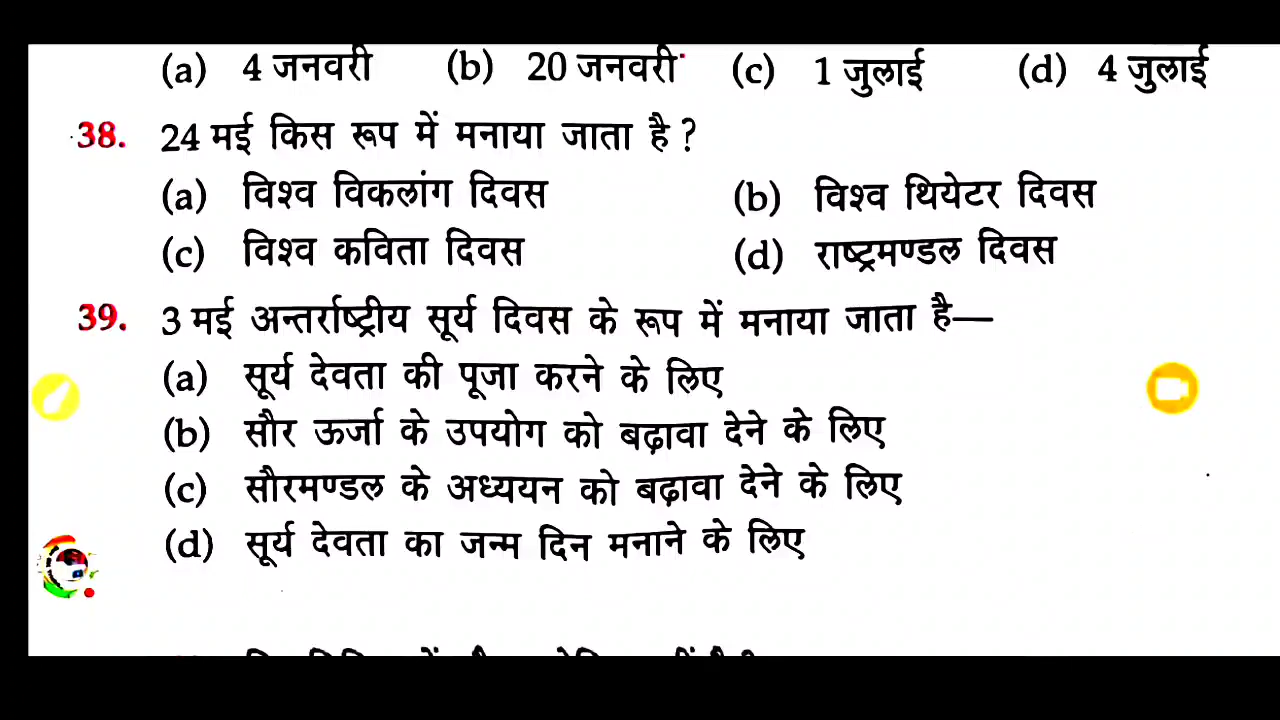 (a) 4 जनवरी (b) 20 जनवरी (c) 1 जुलाई (d) 4 जुलाई
38. 24 मई किस रूप में मनाया जाता है ?
(a) विश्व विकलांग दिवस (b) विश्व थियेटर दिवस
(c) विश्व कविता दिवस (d) राष्ट्रमण्डल दिवस
39. 3 मई अन्तर्राष्ट्रीय सूर्य दिवस के रूप में मनाया जाता है—
(a) सूर्य देवता की पूजा करने के लिए
(b) सौर ऊर्जा के उपयोग को बढ़ावा देने के लिए
(c) सौरमण्डल के अध्ययन को बढ़ावा देने के लिए
(d) सूर्य देवता का जन्म दिन मनाने के लिए